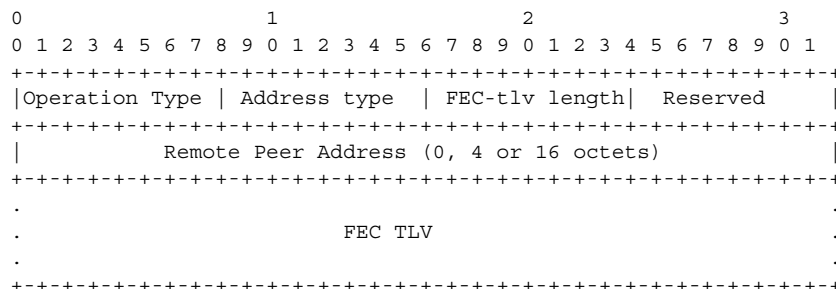 0                   1                   2                   3
0 1 2 3 4 5 6 7 8 9 0 1 2 3 4 5 6 7 8 9 0 1 2 3 4 5 6 7 8 9 0 1
+-+-+-+-+-+-+-+-+-+-+-+-+-+-+-+-+-+-+-+-+-+-+-+-+-+-+-+-+-+-+-+-+
|Operation Type | Address type  | FEC-tlv length|  Reserved     |
+-+-+-+-+-+-+-+-+-+-+-+-+-+-+-+-+-+-+-+-+-+-+-+-+-+-+-+-+-+-+-+-+
|           Remote Peer Address (0, 4 or 16 octets)             |
+-+-+-+-+-+-+-+-+-+-+-+-+-+-+-+-+-+-+-+-+-+-+-+-+-+-+-+-+-+-+-+-+
.                                                               .
.                         FEC TLV                               .
.                                                               .
+-+-+-+-+-+-+-+-+-+-+-+-+-+-+-+-+-+-+-+-+-+-+-+-+-+-+-+-+-+-+-+-+